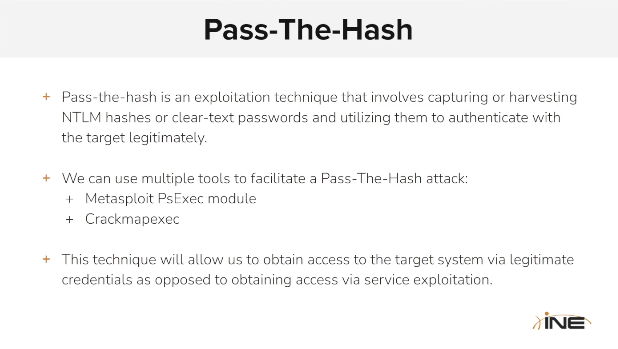 Pass-The-Hash
+ Pass-the-hash is an exploitation technique that involves capturing or harvesting
NTLM hashes or clear-text passwords and utilizing them to authenticate with
the target legitimately.
+ We can use multiple tools to facilitate a Pass-The-Hash attack:
+ Metasploit PsExec module
+ Crackmapexec
+ This technique will allow us to obtain access to the target system via legitimate
credentials as opposed to obtaining access via service exploitation.
INE